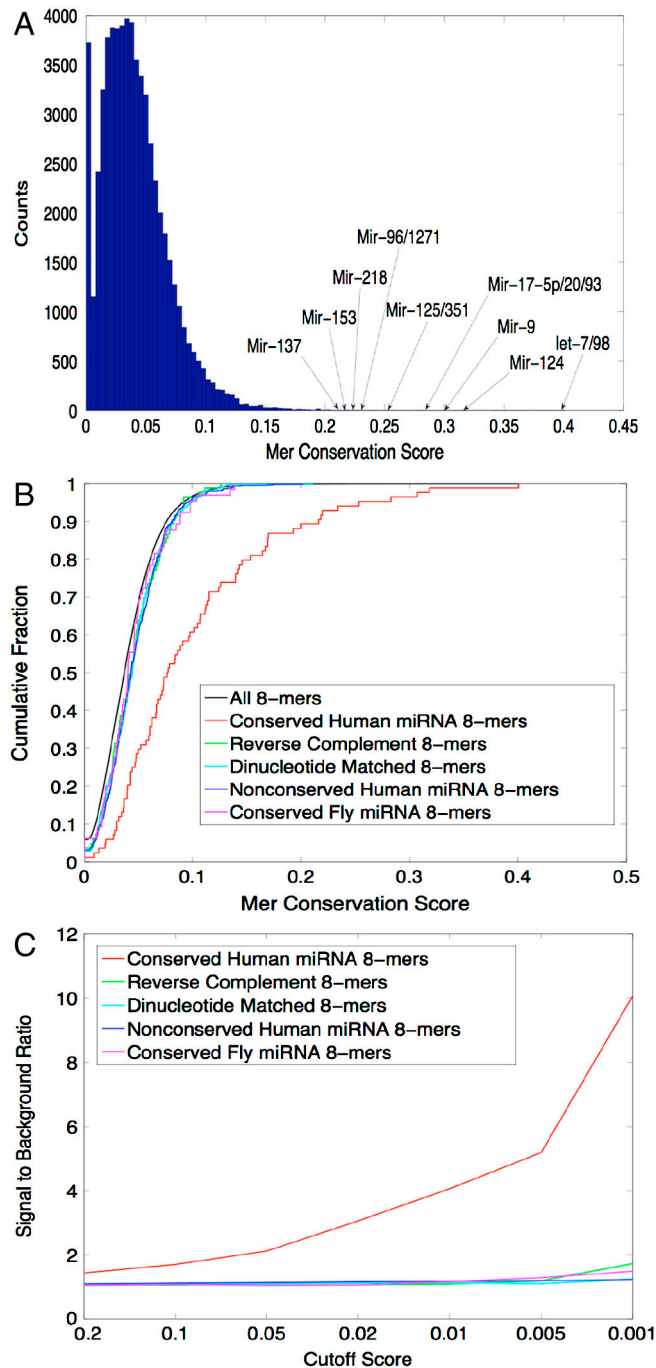 A
4000
3500
3000
2500
2000
1500
1000
500
0
Counts
Mir-96/1271
Mir-218
Mir-17-5p/20/93
Mir-153
Mir-125/351
Mir-9
let-7/98
Mir-137
Mir-124
0 0.05 0.1 0.15 0.2 0.25 0.3 0.35 0.4 0.45
Mer Conservation Score
B
1
0.9
0.8
0.7
0.6
0.5
0.4
0.3
0.2
0.1
0
Cumulative Fraction
All 8-mers
Conserved Human miRNA 8-mers
Reverse Complement 8-mers
Dinucleotide Matched 8-mers
Nonconserved Human miRNA 8-mers
Conserved Fly miRNA 8-mers
0 0.1 0.2 0.3 0.4 0.5
Mer Conservation Score
C
12
10
8
6
4
2
0
Signal to Background Ratio
Conserved Human miRNA 8-mers
Reverse Complement 8-mers
Dinucleotide Matched 8-mers
Nonconserved Human miRNA 8-mers
Conserved Fly miRNA 8-mers
0.2 0.1 0.05 0.02 0.01 0.005 0.001
Cutoff Score